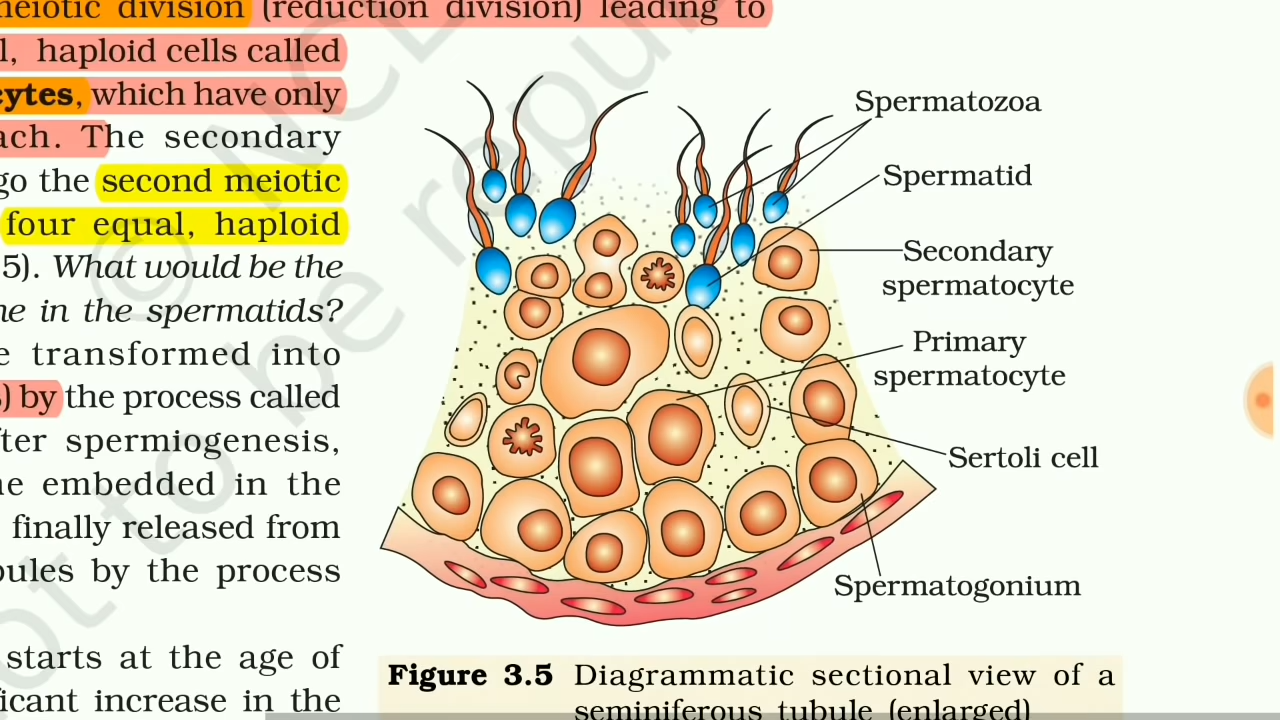 meiotic division (reduction division) leading to
l, haploid cells called
cytes, which have only
ach. The secondary
go the second meiotic
four equal, haploid
5). What would be the
ne in the spermatids?
e transformed into
s) by the process called
fter spermiogenesis,
ne embedded in the
finally released from
bules by the process
starts at the age of
ficant increase in the
Spermatozoa
Spermatid
Secondary
spermatocyte
Primary
spermatocyte
Sertoli cell
Spermatogonium
Figure 3.5 Diagrammatic sectional view of a
seminiferous tubule (enlarged)